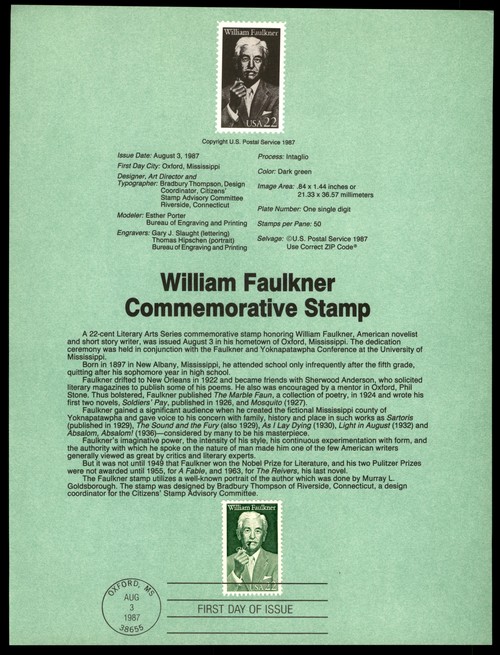 William Faulkner
USA 22
Copyright U.S. Postal Service 1987
Issue Date: August 3, 1987
First Day City: Oxford, Mississippi
Designer, Art Director and
Typographer: Bradbury Thompson, Design
Coordinator, Citizens'
Stamp Advisory Committee
Riverside, Connecticut
Modeler: Esther Porter
Bureau of Engraving and Printing
Engravers: Gary J. Slaught (lettering)
Thomas Hipschen (portrait)
Bureau of Engraving and Printing
Process: Intaglio
Color: Dark green
Image Area: .84 x 1.44 inches or
21.33 x 36.57 millimeters
Plate Number: One single digit
Stamps per Pane: 50
Selvage: ©U.S. Postal Service 1987
Use Correct ZIP Code®
William Faulkner
Commemorative Stamp
A 22-cent Literary Arts Series commemorative stamp honoring William Faulkner, American novelist
and short story writer, was issued August 3 in his hometown of Oxford, Mississippi. The dedication
ceremony was held in conjunction with the Faulkner and Yoknapatawpha Conference at the University of
Mississippi.
Born in 1897 in New Albany, Mississippi, he attended school only infrequently after the fifth grade,
quitting after his sophomore year in high school.
Faulkner drifted to New Orleans in 1922 and became friends with Sherwood Anderson, who solicited
literary magazines to publish some of his poems. He also was encouraged by a mentor in Oxford, Phil
Stone. Thus bolstered, Faulkner published The Marble Faun, a collection of poetry, in 1924 and wrote his
first two novels, Soldiers' Pay, published in 1926, and Mosquito (1927).
Faulkner gained a significant audience when he created the fictional Mississippi county of
Yoknapatawpha and gave voice to his concern with family, history and place in such works as Sartoris
(published in 1929), The Sound and the Fury (also 1929), As I Lay Dying (1930), Light in August (1932) and
Absalom, Absalom! (1936)—considered by many to be his masterpiece.
Faulkner's imaginative power, the intensity of his style, his continuous experimentation with form, and
the authority with which he spoke on the nature of man made him one of the few American writers
generally viewed as great by critics and literary experts.
But it was not until 1949 that Faulkner won the Nobel Prize for Literature, and his two Pulitzer Prizes
were not awarded until 1955, for A Fable, and 1963, for The Reivers, his last novel.
The Faulkner stamp utilizes a well-known portrait of the author which was done by Murray L.
Goldsborough. The stamp was designed by Bradbury Thompson of Riverside, Connecticut, a design
coordinator for the Citizens' Stamp Advisory Committee.
William Faulkner
USA 22
OXFORD, MS
AUG
3
1987
38655
FIRST DAY OF ISSUE